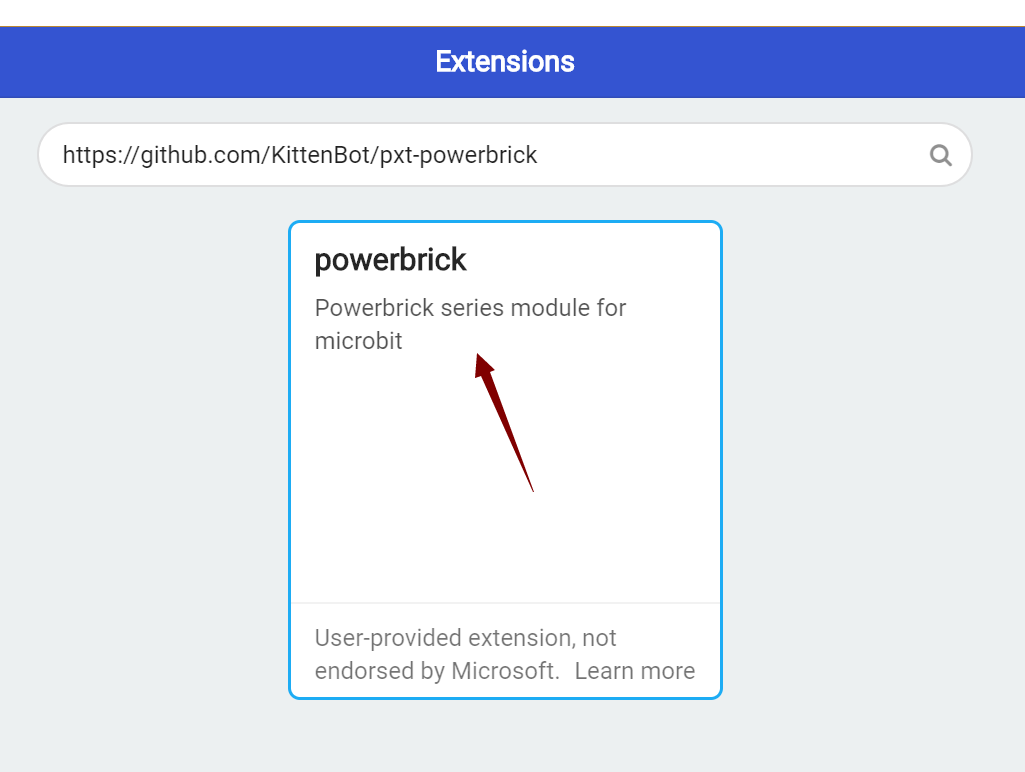 Extensions
https://github.com/KittenBot/pxt-powerbrick
powerbrick
Powerbrick series module for
microbit
User-provided extension, not
endorsed by Microsoft. Learn more